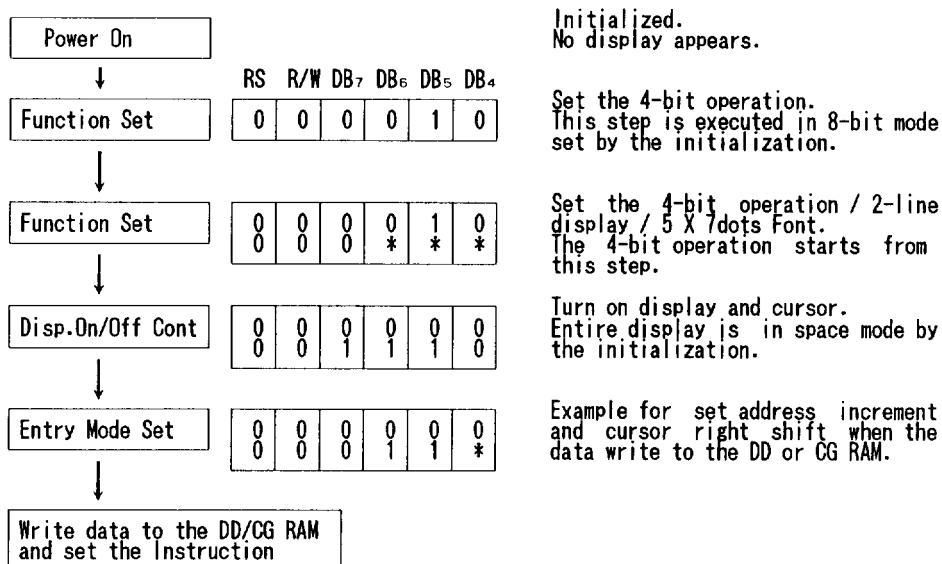 Power On
Initialized.
No display appears.
RS R/W DB7 DB6 DB5 DB4
Function Set
0 0 0 0 1 0
Set the 4-bit operation.
This step is executed in 8-bit mode
set by the initialization.
Function Set
0 0 0 0 1 0
0 0 0 * * *
Set the 4-bit operation / 2-line
display / 5 X 7dots Font.
The 4-bit operation starts from
this step.
Disp.On/Off Cont
0 0 0 0 0 0
0 0 1 1 1 0
Turn on display and cursor.
Entire display is in space mode by
the initialization.
Entry Mode Set
0 0 0 0 0 0
0 0 0 1 1 *
Example for set address increment
and cursor right shift when the
data write to the DD or CG RAM.
Write data to the DD/CG RAM
and set the Instruction